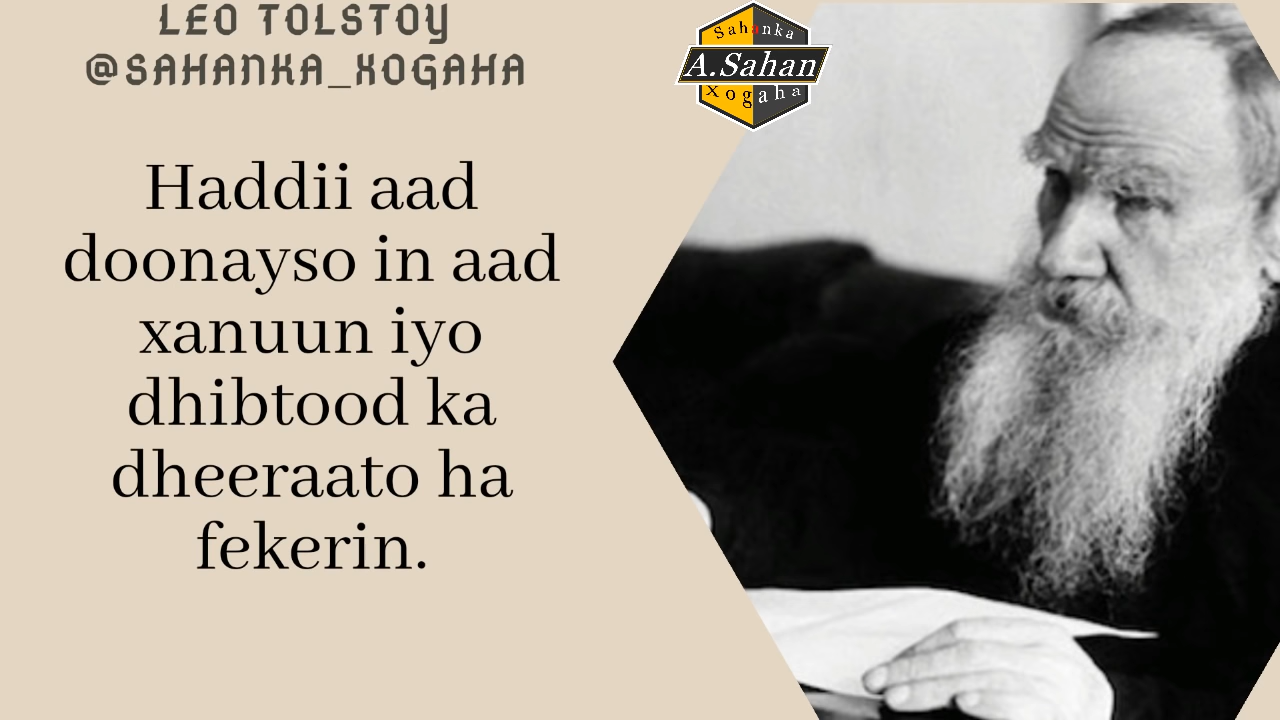 LEO TOLSTOY
@SAHANKA_XOGAHA
Sahanka
A.Sahan
Xogaha
Haddii aad
doonayso in aad
xanuun iyo
dhibtood ka
dheeraato ha
fekerin.